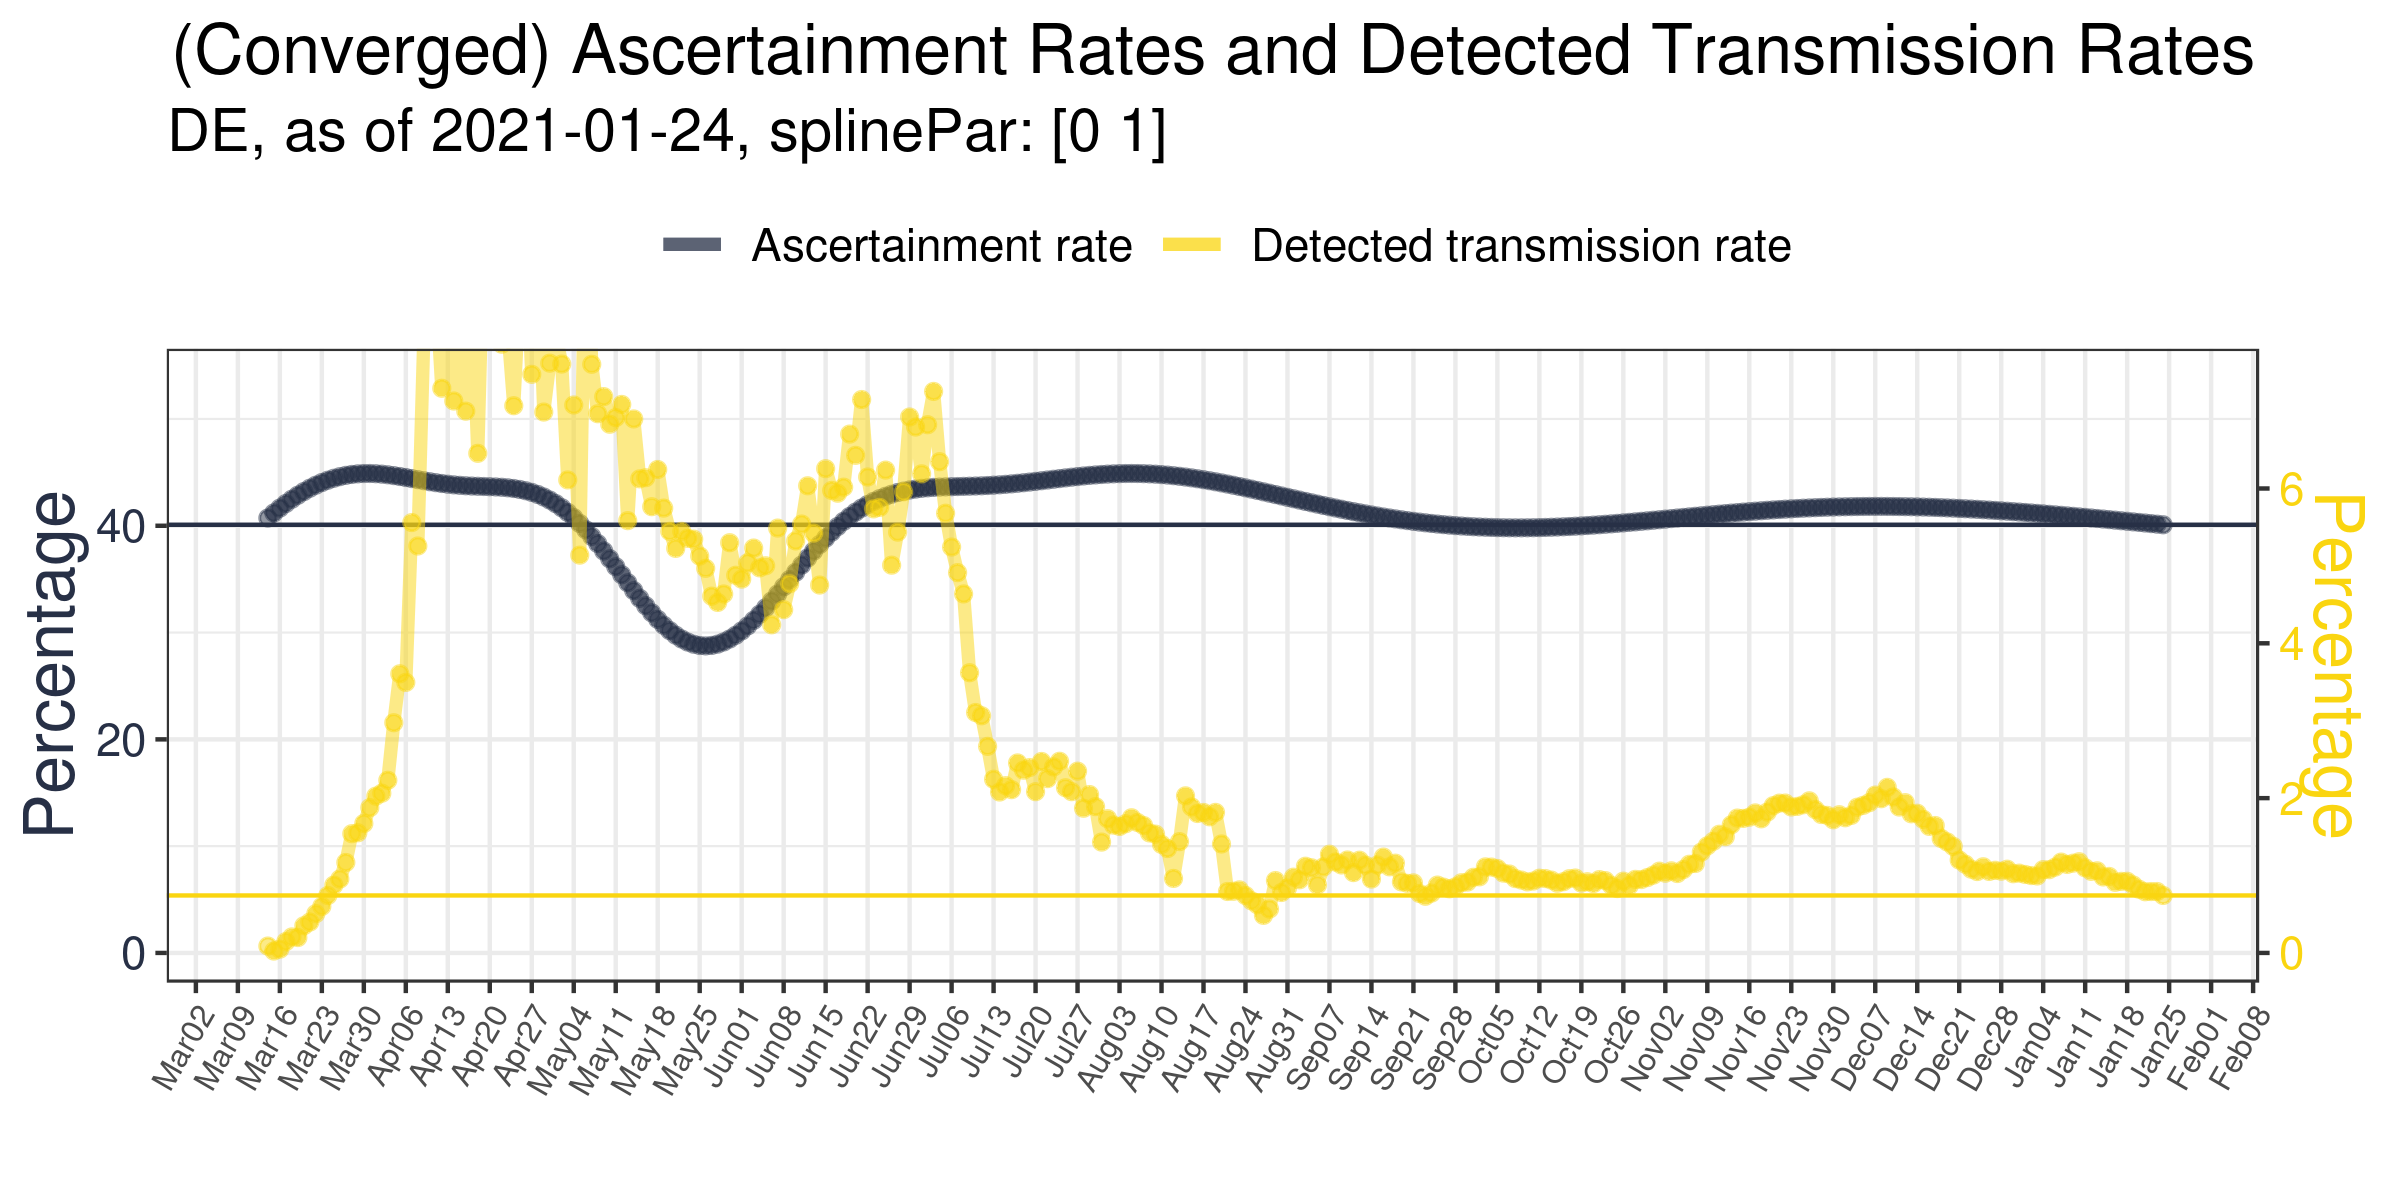 (Converged) Ascertainment Rates and Detected Transmission Rates
DE, as of 2021-01-24, splinePar: [0 1]
Ascertainment rate Detected transmission rate
Percentage
40
20
0
6
4
2
0
Percentage
Mar02 Mar09 Mar16 Mar23 Mar30 Apr06 Apr13 Apr20 Apr27 May04 May11 May18 May25 Jun01 Jun08 Jun15 Jun22 Jun29 Jul06 Jul13 Jul20 Jul27 Aug03 Aug10 Aug17 Aug24 Aug31 Sep07 Sep14 Sep21 Sep28 Oct05 Oct12 Oct19 Oct26 Nov02 Nov09 Nov16 Nov23 Nov30 Dec07 Dec14 Dec21 Dec28 Jan04 Jan11 Jan18 Jan25 Feb01 Feb08